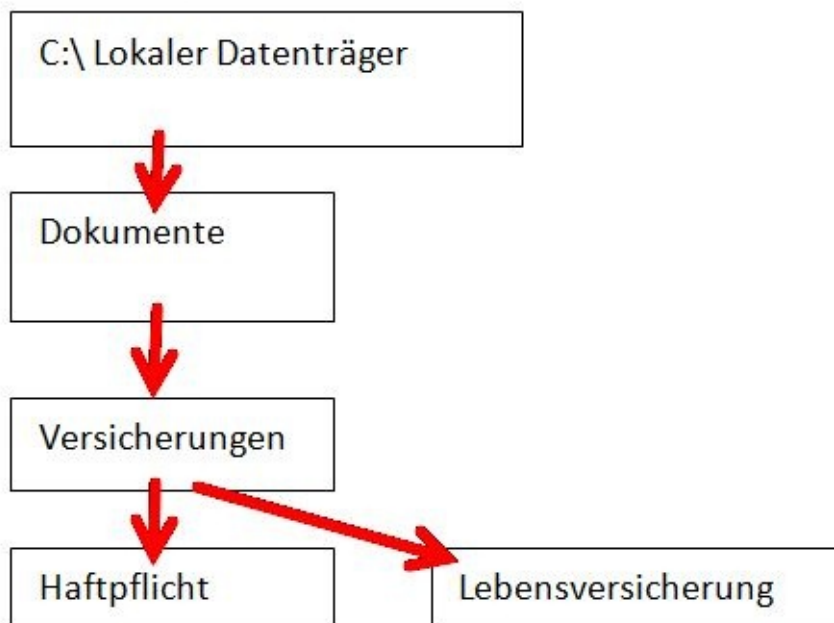 C:\ Lokaler Datenträger
Dokumente
Versicherungen
Haftpflicht
Lebensversicherung